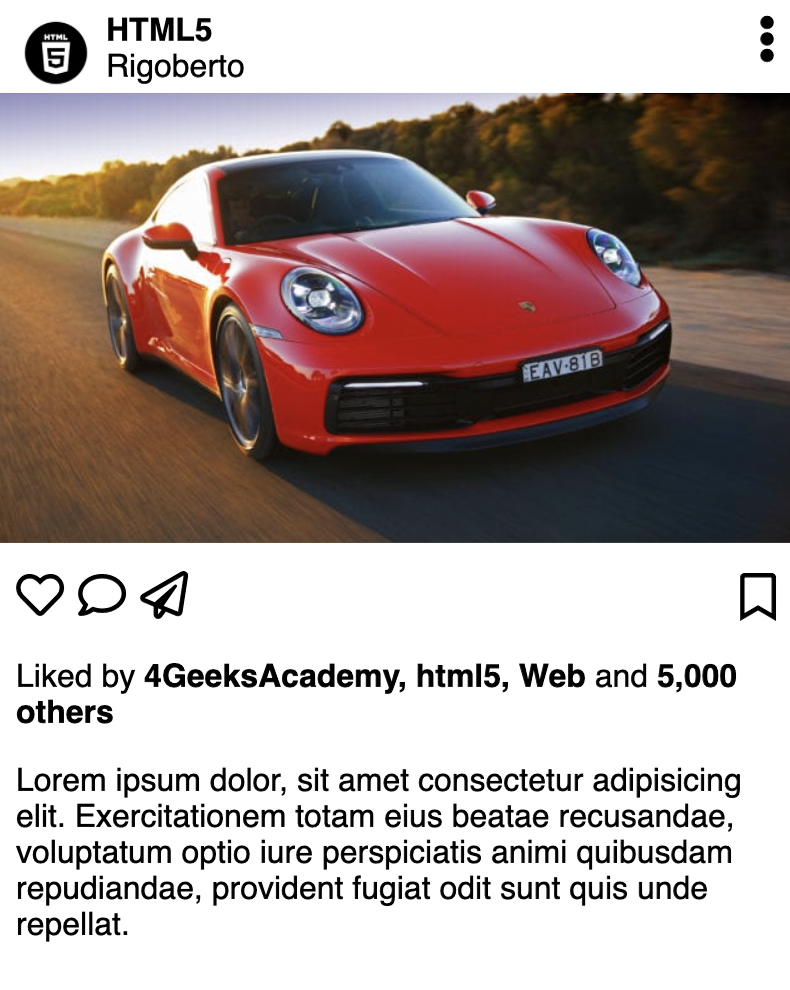 HTML5
Rigoberto
HTML
5
EAV·81B
Liked by 4GeeksAcademy, html5, Web and 5,000
others
Lorem ipsum dolor, sit amet consectetur adipisicing
elit. Exercitationem totam eius beatae recusandae,
voluptatum optio iure perspiciatis animi quibusdam
repudiandae, provident fugiat odit sunt quis unde
repellat.